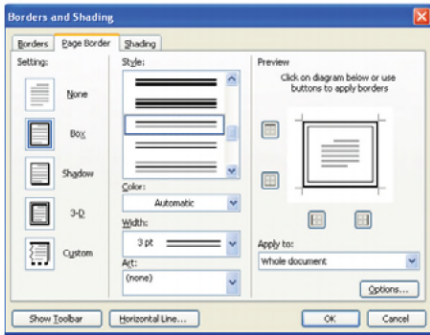 Borders and Shading
Borders Page Border Shading
Setting:
None
Box
Shadow
3-D
Custom
Style:
Color:
Automatic
Width:
3 pt
Art:
(none)
Preview
Click on diagram below or use
buttons to apply borders
Apply to:
Whole document
Options...
Show Toolbar Horizontal Line... OK Cancel